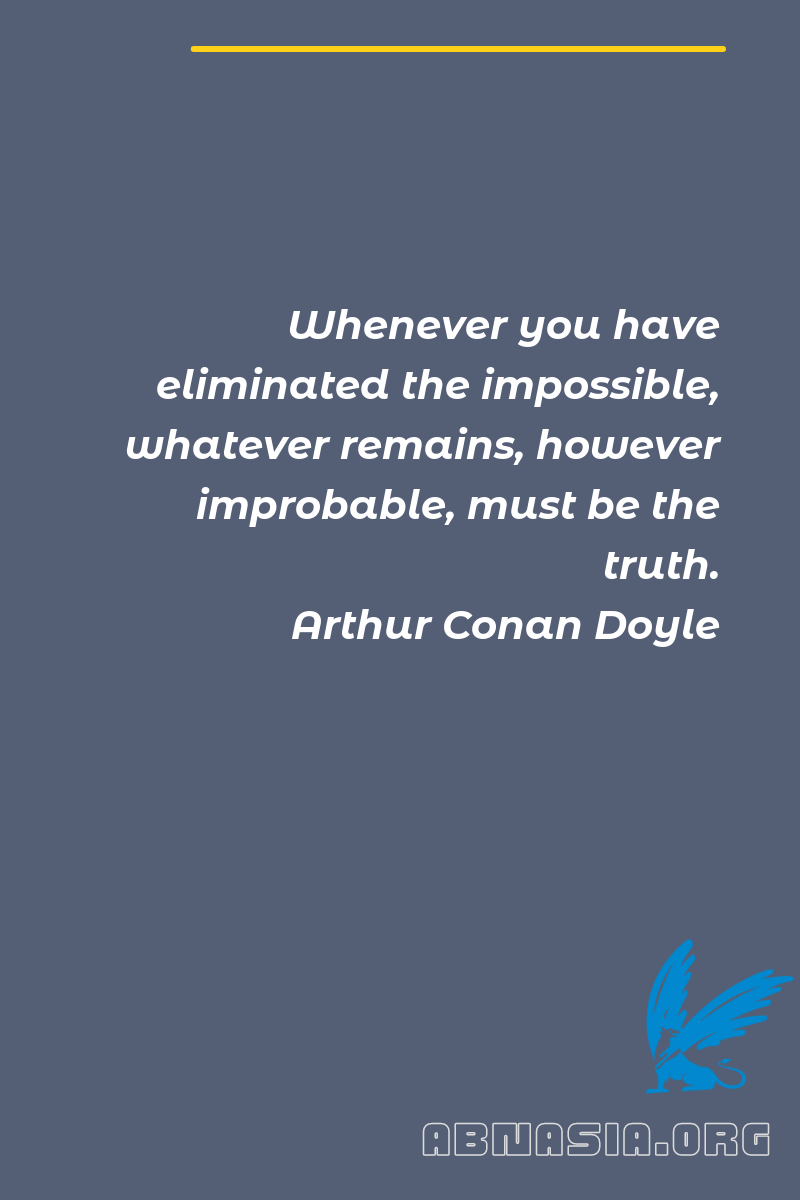 Whenever you have
eliminated the impossible,
whatever remains, however
improbable, must be the
truth.
Arthur Conan Doyle
ABNASIA.ORG